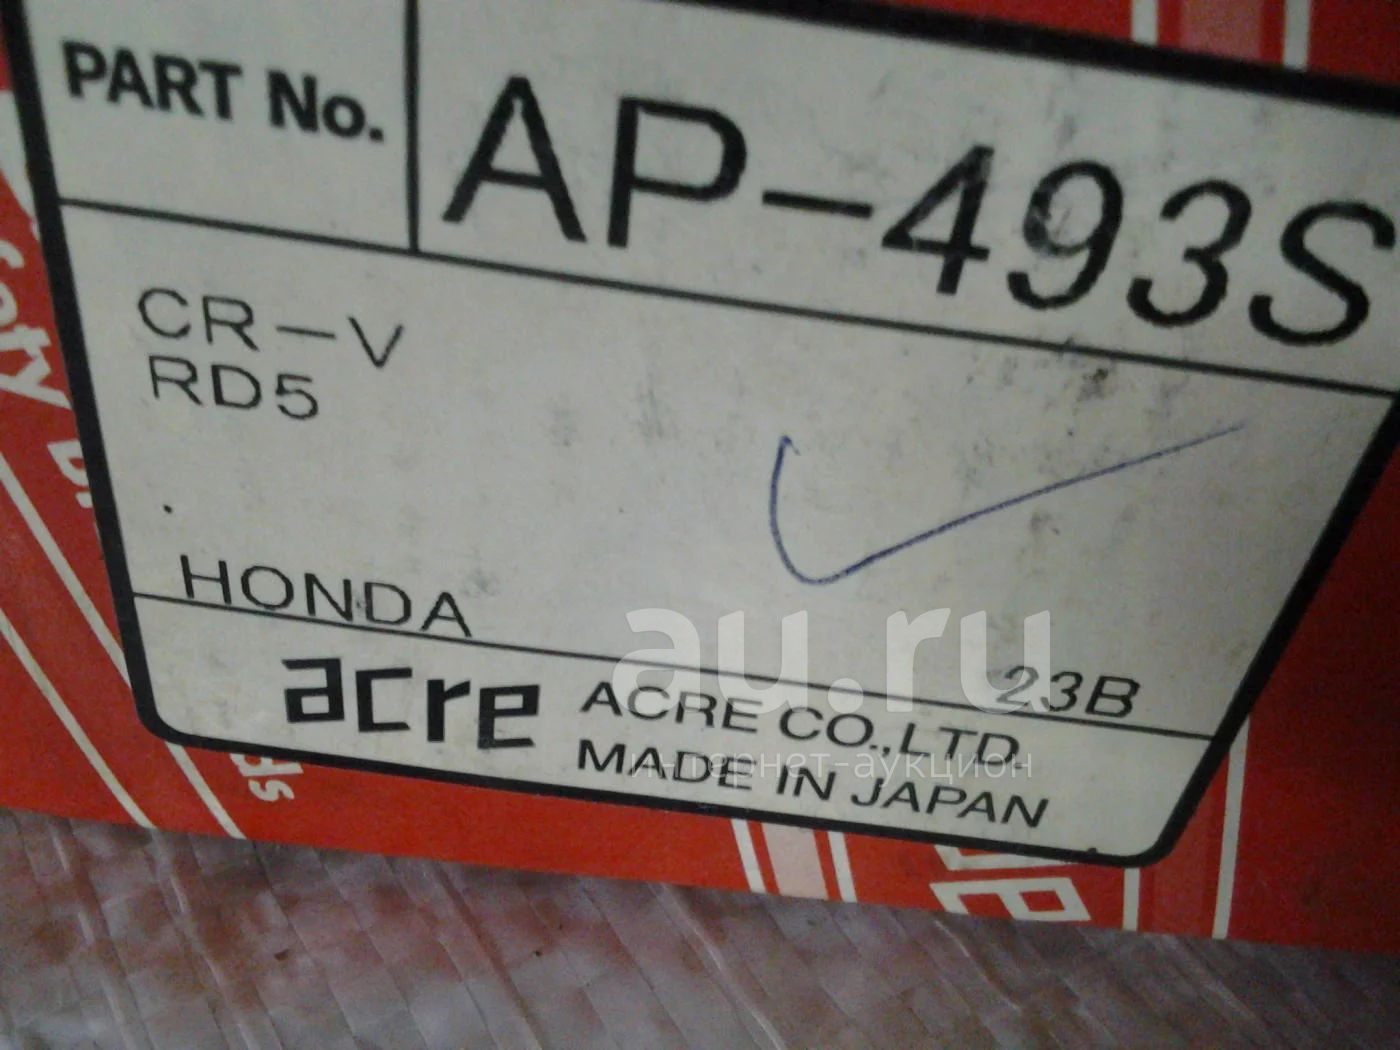 PART No.
AP-493S
CR-V
RD5
HONDA
23B
acre
ACRE CO.,LTD.
MADE IN JAPAN
au.ru
интернет-аукцион